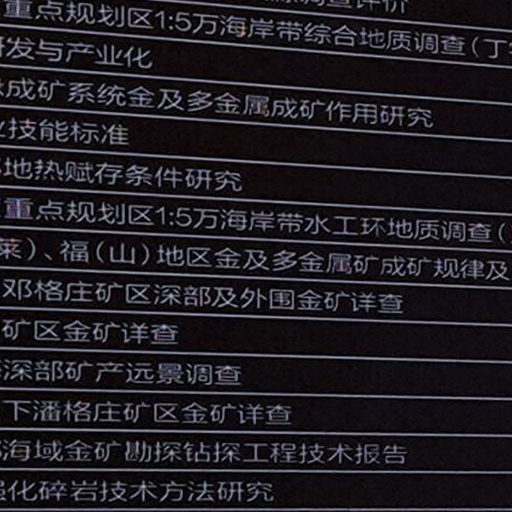 调查评价
重点规划区1:5万海岸带综合地质调查(丁
研发与产业化
成矿系统金及多金属成矿作用研究
技能标准
地热赋存条件研究
重点规划区1:5万海岸带水工环地质调查(
莱)、福(山)地区金及多金属矿成矿规律及
邓格庄矿区深部及外围金矿详查
矿区金矿详查
深部矿产远景调查
下潘格庄矿区金矿详查
海域金矿勘探钻探工程技术报告
强化碎岩技术方法研究